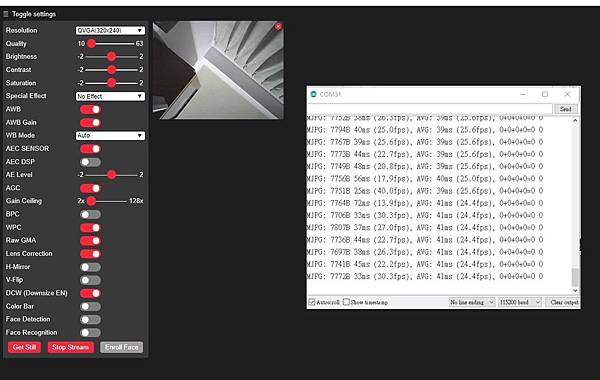 ☰ Toggle settings
Resolution QVGA(320x240)
Quality 10 63
Brightness -2 2
Contrast -2 2
Saturation -2 2
Special Effect No Effect
AWB
AWB Gain
WB Mode Auto
AEC SENSOR
AEC DSP
AE Level -2 2
AGC
Gain Ceiling 2x 128x
BPC
WPC
Raw GMA
Lens Correction
H-Mirror
V-Flip
DCW (Downsize EN)
Color Bar
Face Detection
Face Recognition
Get Still Stop Stream Enroll Face
COM31
Send
MJPG: 7752B 38ms (26.3fps), AVG: 39ms (25.6fps), 0+0+0+0=0 0
MJPG: 7794B 40ms (25.0fps), AVG: 39ms (25.6fps), 0+0+0+0=0 0
MJPG: 7767B 39ms (25.6fps), AVG: 39ms (25.6fps), 0+0+0+0=0 0
MJPG: 7773B 44ms (22.7fps), AVG: 39ms (25.6fps), 0+0+0+0=0 0
MJPG: 7749B 48ms (20.8fps), AVG: 39ms (25.6fps), 0+0+0+0=0 0
MJPG: 7756B 56ms (17.9fps), AVG: 40ms (25.0fps), 0+0+0+0=0 0
MJPG: 7751B 25ms (40.0fps), AVG: 39ms (25.6fps), 0+0+0+0=0 0
MJPG: 7764B 72ms (13.9fps), AVG: 41ms (24.4fps), 0+0+0+0=0 0
MJPG: 7706B 33ms (30.3fps), AVG: 41ms (24.4fps), 0+0+0+0=0 0
MJPG: 7807B 37ms (27.0fps), AVG: 41ms (24.4fps), 0+0+0+0=0 0
MJPG: 7736B 44ms (22.7fps), AVG: 41ms (24.4fps), 0+0+0+0=0 0
MJPG: 7697B 38ms (26.3fps), AVG: 41ms (24.4fps), 0+0+0+0=0 0
MJPG: 7741B 45ms (22.2fps), AVG: 41ms (24.4fps), 0+0+0+0=0 0
MJPG: 7772B 33ms (30.3fps), AVG: 41ms (24.4fps), 0+0+0+0=0 0
Autoscroll Show timestamp No line ending 115200 baud Clear output